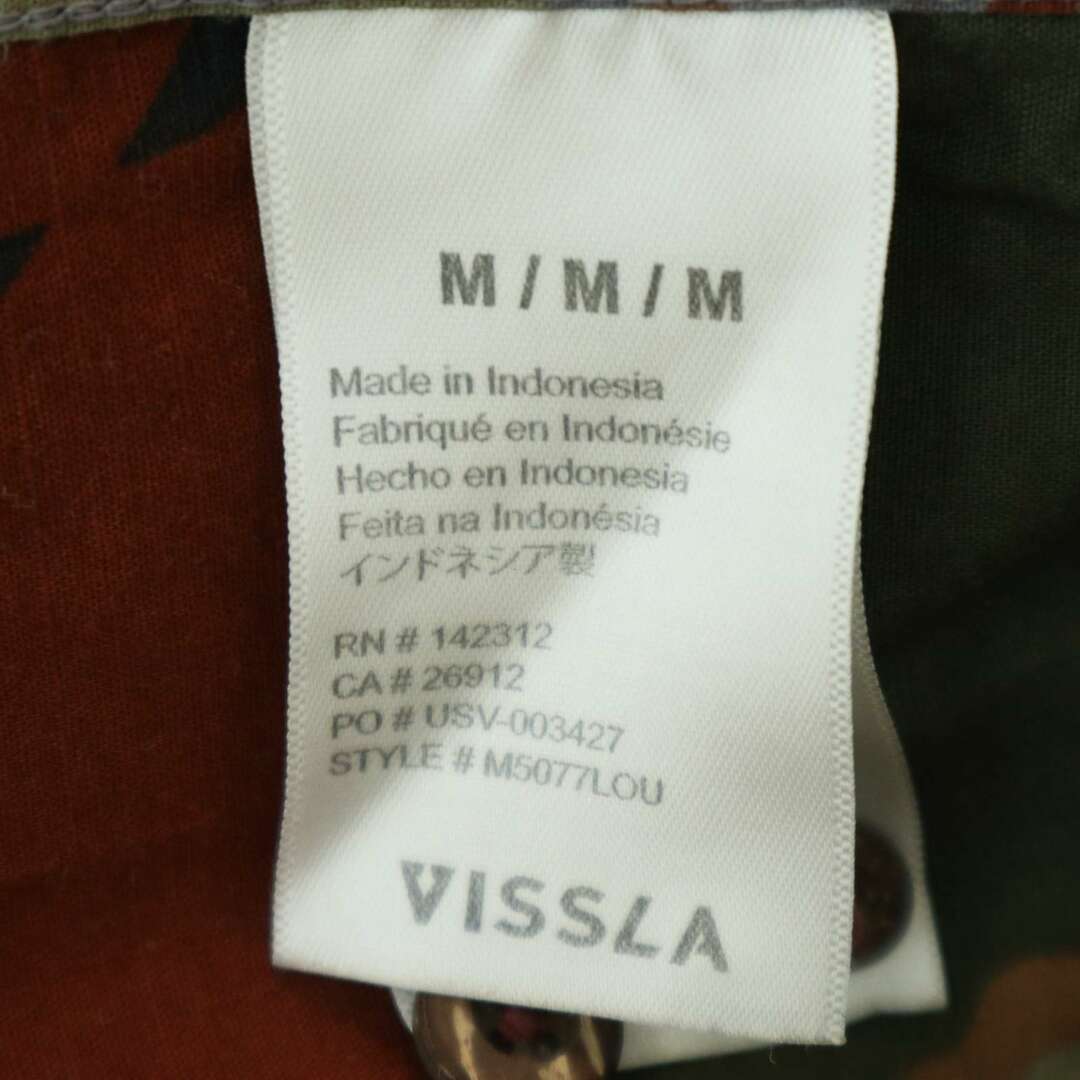 M / M / M
Made in Indonesia
Fabriqué en Indonésie
Hecho en Indonesia
Feita na Indonésia
インドネシア製
RN # 142312
CA # 26912
PO # USV-003427
STYLE # M5077LOU
VISSLA